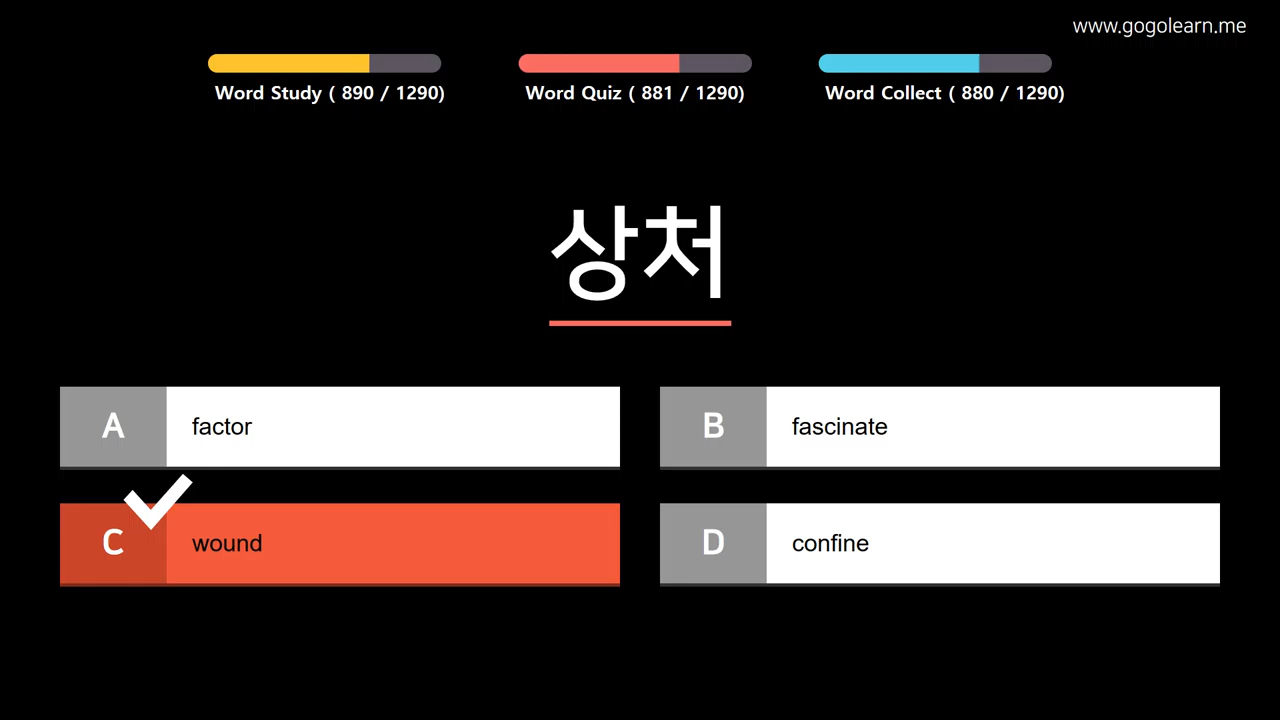 www.gogolearn.me
Word Study ( 890 / 1290)
Word Quiz ( 881 / 1290)
Word Collect ( 880 / 1290)
상처
A factor
B fascinate
C wound
D confine